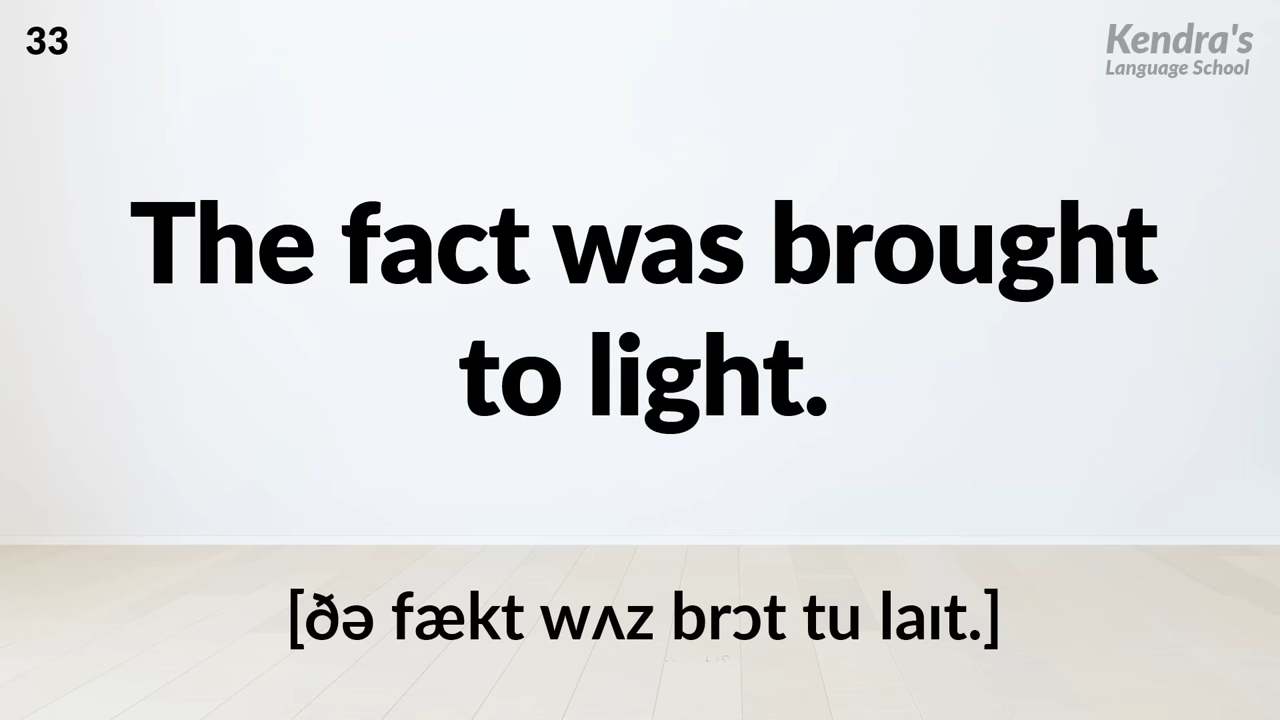 33
Kendra's
Language School
The fact was brought
to light.
[ðə fækt wʌz brɔt tu laɪt.]